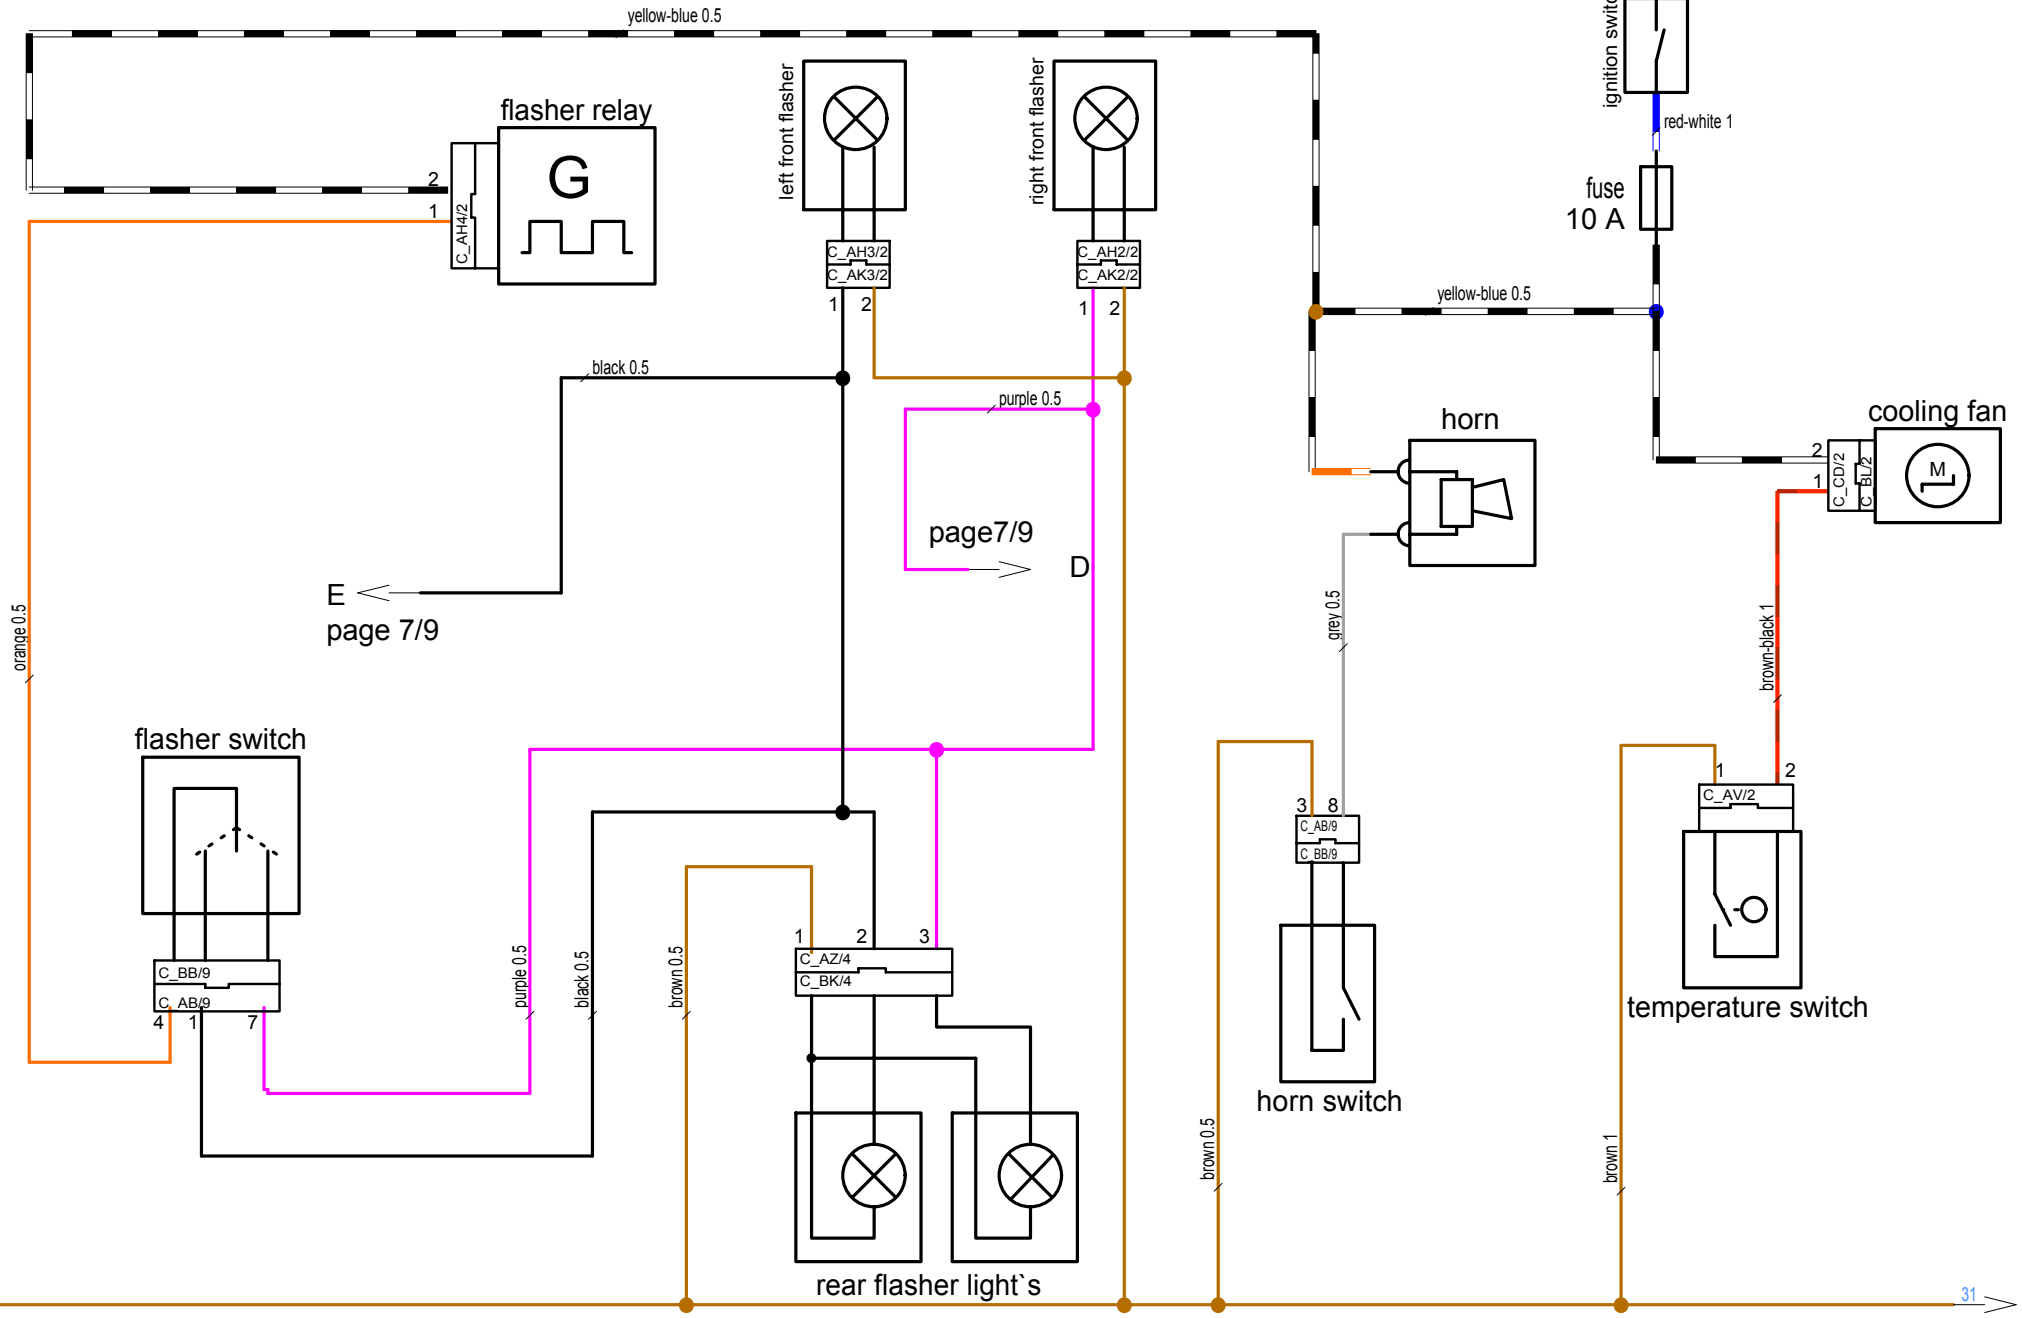 yellow-blue 0.5
ignition switc
left front flasher
right front flasher
flasher relay
G
red-white 1
2
1
C_AH4/2
fuse
10 A
C_AH3/2
C_AK3/2
1 2
C_AH2/2
C_AK2/2
1 2
yellow-blue 0.5
black 0.5
purple 0.5
horn
cooling fan
2
1
C_CD/2
C_BL/2
M
page7/9
D
E
page 7/9
orange 0.5
grey 0.5
brown-black 1
flasher switch
1 2
C_AV/2
3 8
C_AB/9
C_BB/9
purple 0.5
black 0.5
brown 0.5
1 2 3
C_AZ/4
C_BK/4
C_BB/9
C_AB/9
4 1 7
temperature switch
horn switch
brown 0.5
brown 1
rear flasher light`s
31